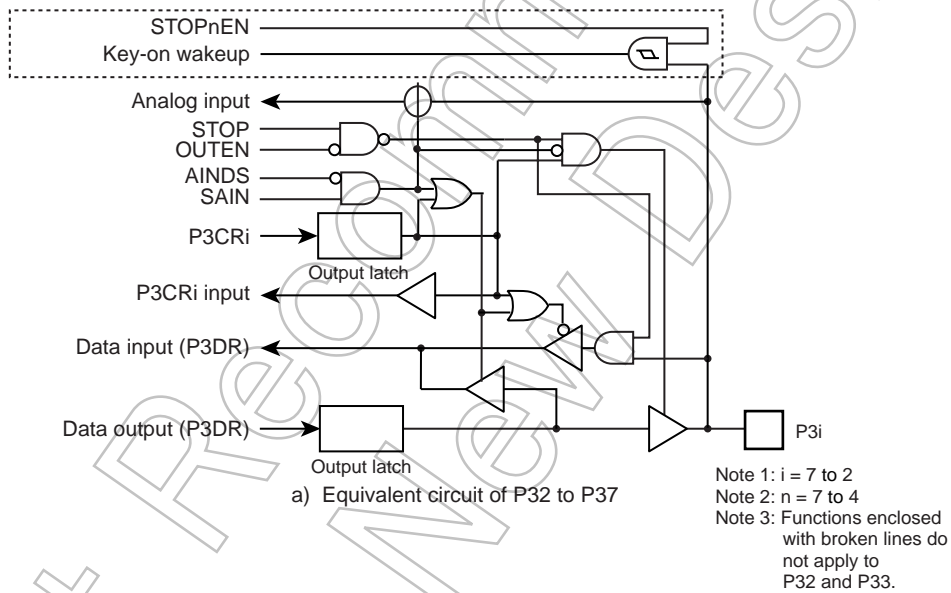 STOPnEN
Key-on wakeup
Analog input
STOP
OUTEN
AINDS
SAIN
P3CRi
Output latch
P3CRi input
Data input (P3DR)
Data output (P3DR)
Output latch
P3i
a) Equivalent circuit of P32 to P37
Note 1: i = 7 to 2
Note 2: n = 7 to 4
Note 3: Functions enclosed
with broken lines do
not apply to
P32 and P33.